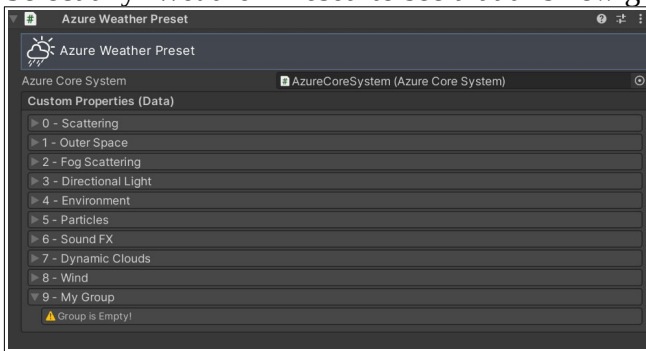 Azure Weather Preset
Azure Weather Preset
Azure Core System AzureCoreSystem (Azure Core System)
Custom Properties (Data)
0 - Scattering
1 - Outer Space
2 - Fog Scattering
3 - Directional Light
4 - Environment
5 - Particles
6 - Sound FX
7 - Dynamic Clouds
8 - Wind
9 - My Group
Group is Empty!